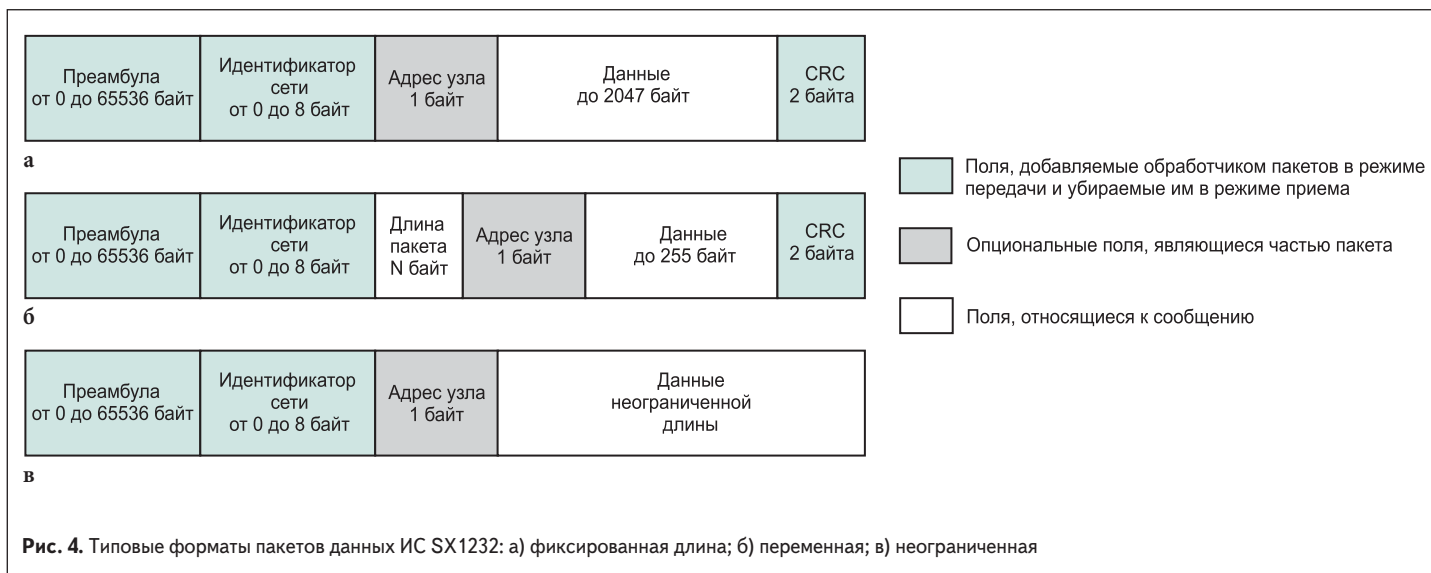 Преамбула
от 0 до 65536 байт
Идентификатор
сети
от 0 до 8 байт
Адрес узла
1 байт
Данные
до 2047 байт
CRC
2 байта
а
Преамбула
от 0 до 65536 байт
Идентификатор
сети
от 0 до 8 байт
Длина
пакета
N байт
Адрес узла
1 байт
Данные
до 255 байт
CRC
2 байта
б
Преамбула
от 0 до 65536 байт
Идентификатор
сети
от 0 до 8 байт
Адрес узла
1 байт
Данные
неограниченной
длины
в
Поля, добавляемые обработчиком пакетов в режиме
передачи и убираемые им в режиме приема
Опциональные поля, являющиеся частью пакета
Поля, относящиеся к сообщению
Рис. 4. Типовые форматы пакетов данных ИС SX1232: а) фиксированная длина; б) переменная; в) неограниченная